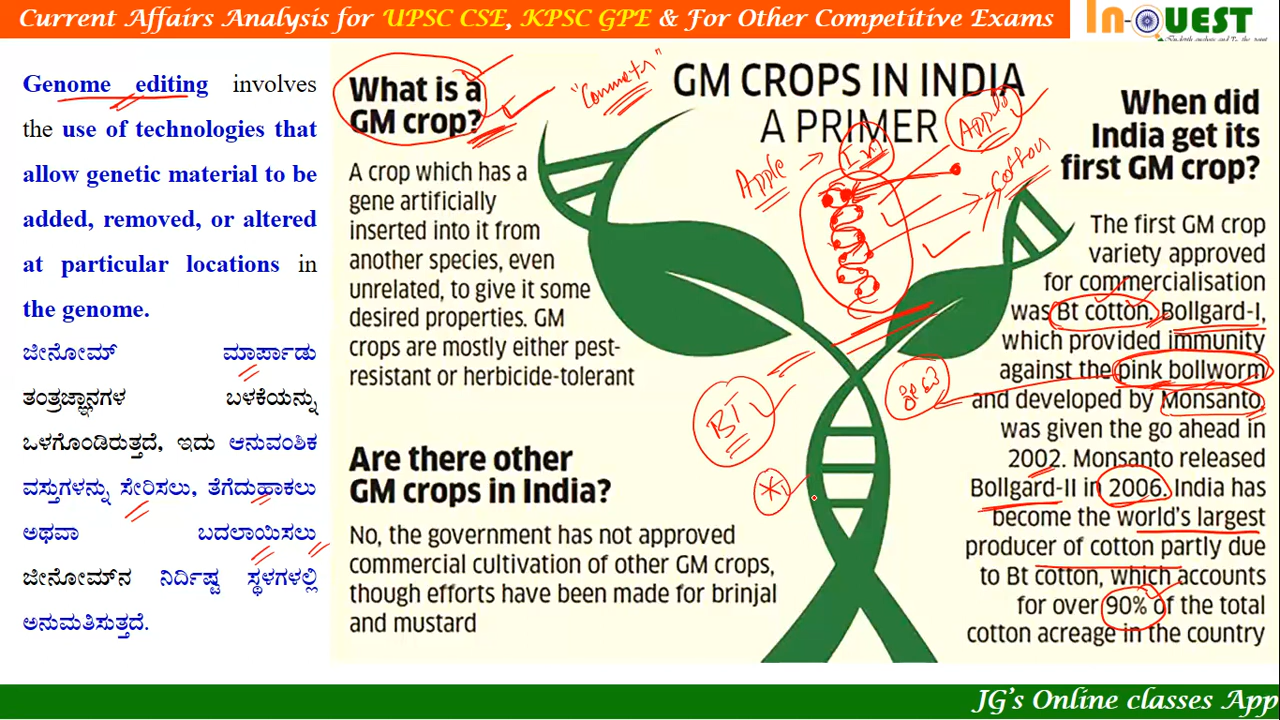 Current Affairs Analysis for UPSC CSE, KPSC GPE & For Other Competitive Exams
In-QUEST
In-depth analysis and To the point
Genome editing involves
the use of technologies that
allow genetic material to be
added, removed, or altered
at particular locations in
the genome.
ಜೀನೋಮ್ ಮಾರ್ಪಾಡು
ತಂತ್ರಜ್ಞಾನಗಳ ಬಳಕೆಯನ್ನು
ಒಳಗೊಂಡಿರುತ್ತದೆ, ಇದು ಆನುವಂಶಿಕ
ವಸ್ತುಗಳನ್ನು ಸೇರಿಸಲು, ತೆಗೆದುಹಾಕಲು
ಅಥವಾ ಬದಲಾಯಿಸಲು
ಜೀನೋಮ್‌ನ ನಿರ್ದಿಷ್ಟ ಸ್ಥಳಗಳಲ್ಲಿ
ಅನುಮತಿಸುತ್ತದೆ.
GM CROPS IN INDIA
A PRIMER
What is a
GM crop?
A crop which has a
gene artificially
inserted into it from
another species, even
unrelated, to give it some
desired properties. GM
crops are mostly either pest-
resistant or herbicide-tolerant
Are there other
GM crops in India?
No, the government has not approved
commercial cultivation of other GM crops,
though efforts have been made for brinjal
and mustard
Apple
Apple
Cotton
BT
When did
India get its
first GM crop?
The first GM crop
variety approved
for commercialisation
was Bt cotton. Bollgard-I,
which provided immunity
against the pink bollworm
and developed by Monsanto,
was given the go ahead in
2002. Monsanto released
Bollgard-II in 2006. India has
become the world's largest
producer of cotton partly due
to Bt cotton, which accounts
for over 90% of the total
cotton acreage in the country
JG's Online classes App